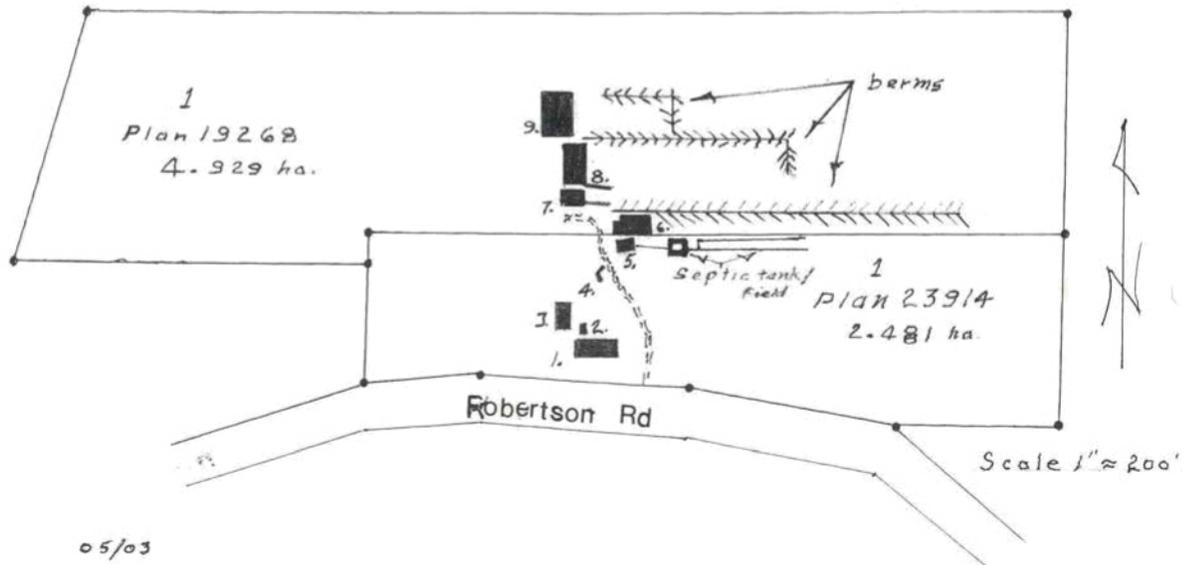 1
Plan 19268
4.929 ha.
berms
9.
8.
7.
6.
5.
septic tank/
Field
1
Plan 23914
2.481 ha.
4.
3
2.
1.
Robertson Rd
N
Scale 1" ≈ 200'
05/03